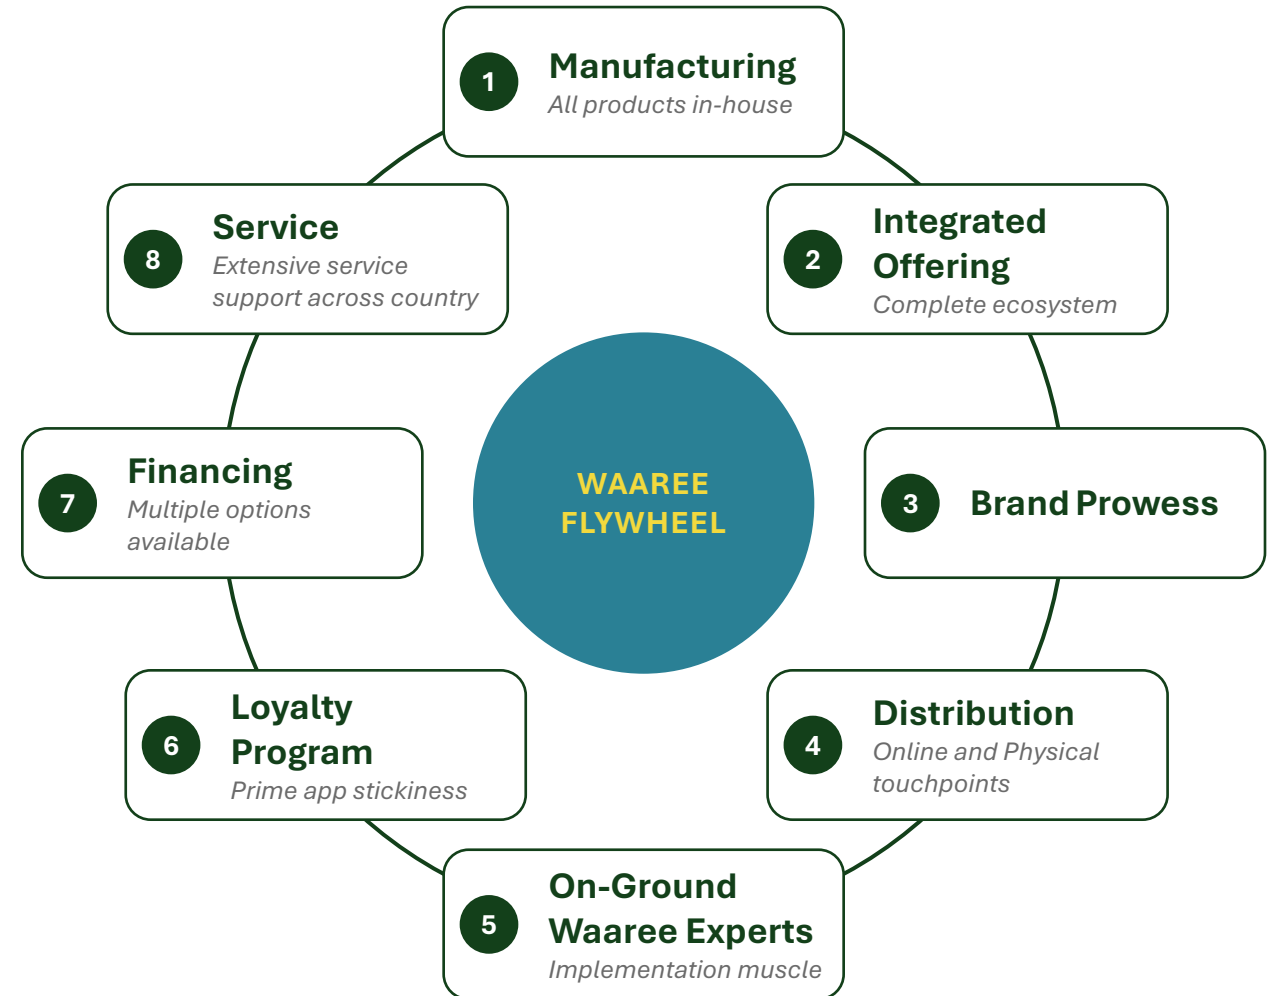 1
Manufacturing
All products in-house
2
Integrated
Offering
Complete ecosystem
3
Brand Prowess
4
Distribution
Online and Physical
touchpoints
5
On-Ground
Waaree Experts
Implementation muscle
6
Loyalty
Program
Prime app stickiness
7
Financing
Multiple options
available
8
Service
Extensive service
support across country
WAAREE
FLYWHEEL